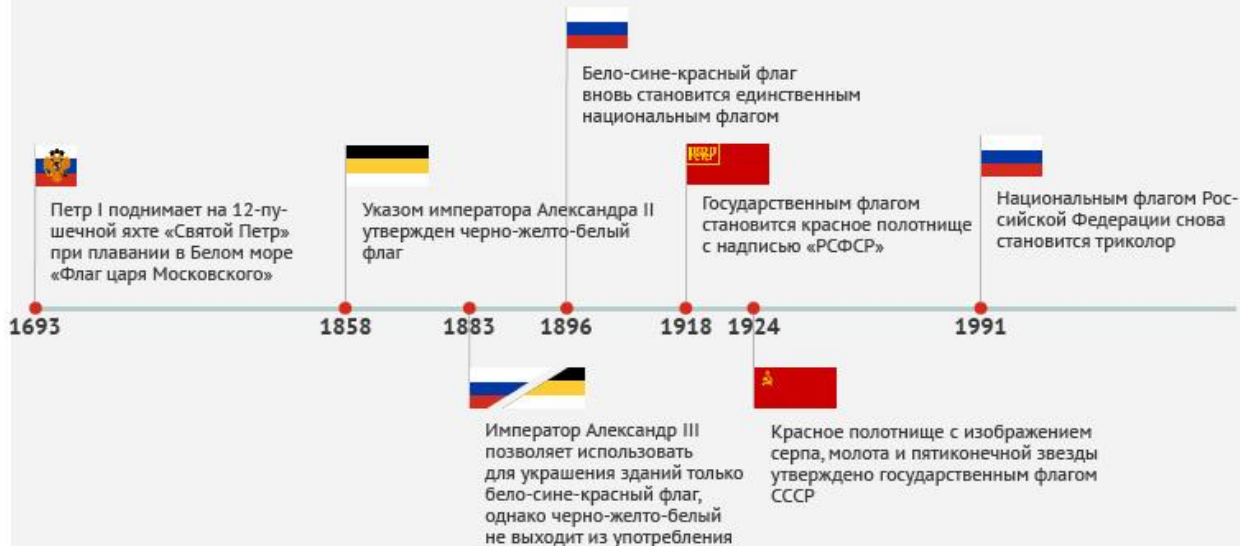 Бело-сине-красный флаг
вновь становится единственным
национальным флагом
Петр I поднимает на 12-пу-
шечной яхте «Святой Петр»
при плавании в Белом море
«Флаг царя Московского»
Указом императора Александра II
утвержден черно-желто-белый
флаг
РСФСР
Государственным флагом
становится красное полотнище
с надписью «РСФСР»
Национальным флагом Рос-
сийской Федерации снова
становится триколор
1693
1858
1883
1896
1918
1924
1991
Император Александр III
позволяет использовать
для украшения зданий только
бело-сине-красный флаг,
однако черно-желто-белый
не выходит из употребления
Красное полотнище с изображением
серпа, молота и пятиконечной звезды
утверждено государственным флагом
СССР